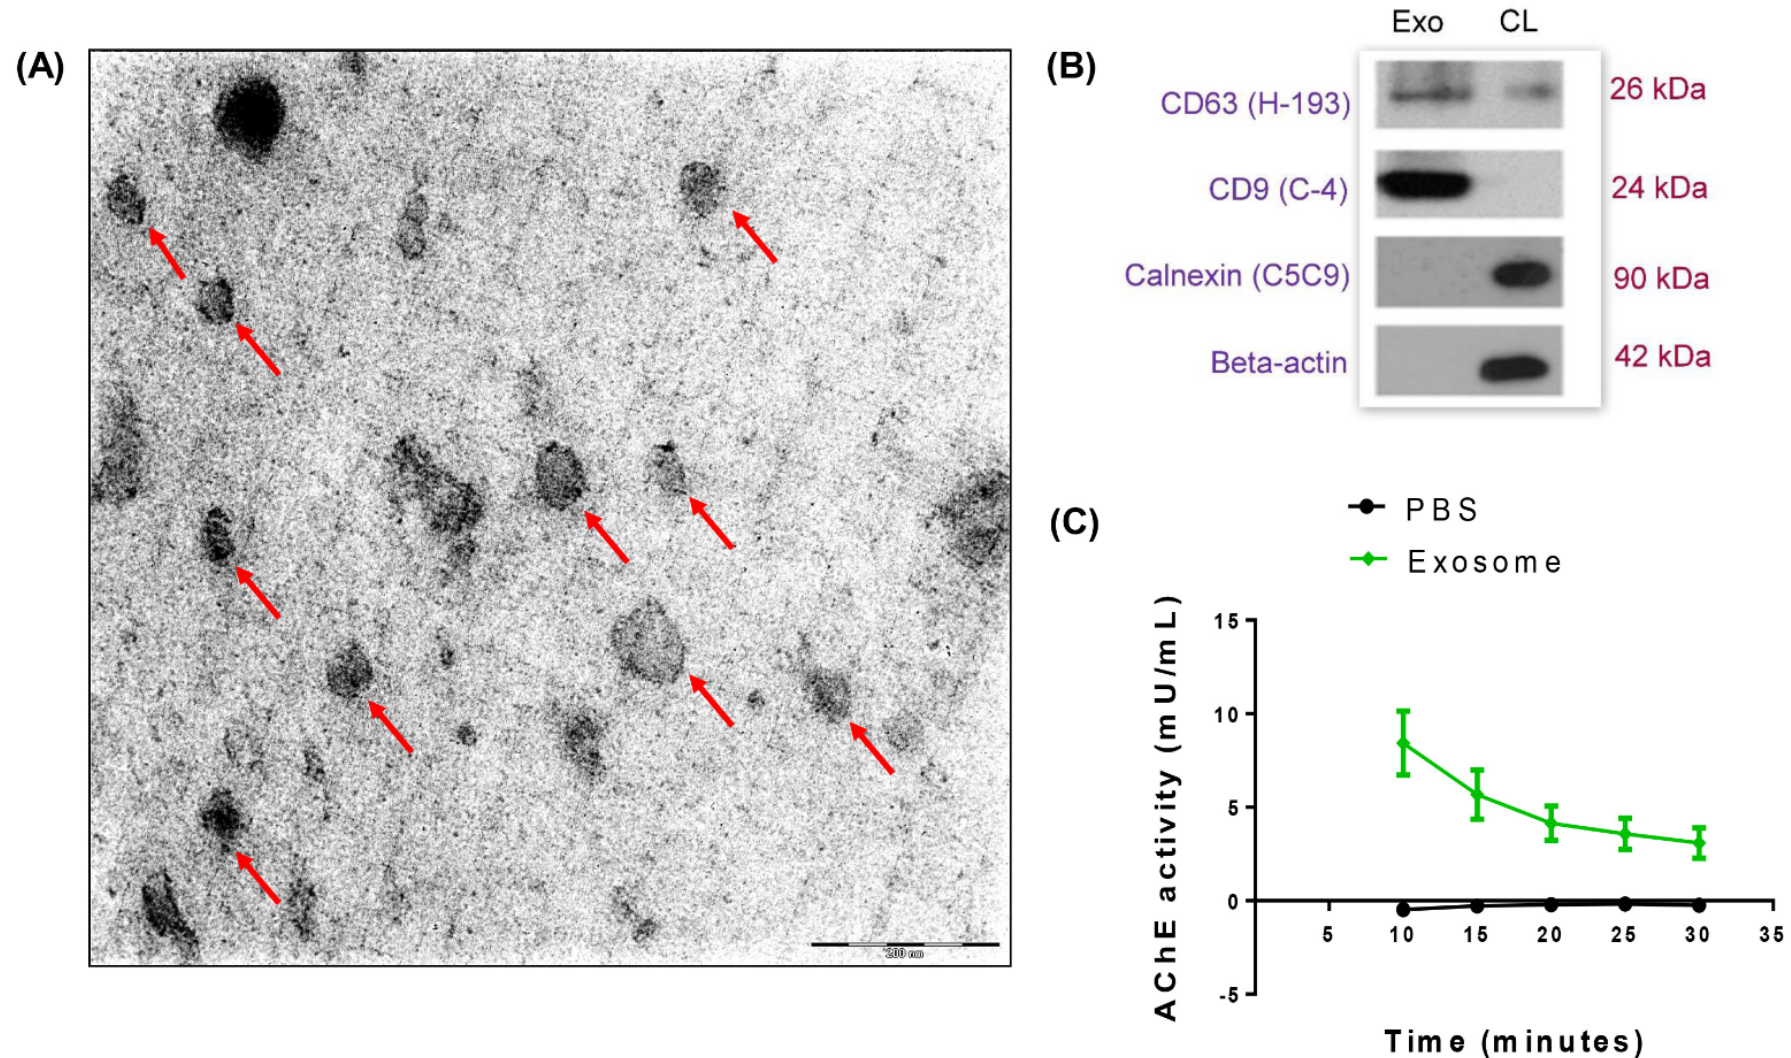 (A)
200 nm
(B)
Exo CL
CD63 (H-193) 26 kDa
CD9 (C-4) 24 kDa
Calnexin (C5C9) 90 kDa
Beta-actin 42 kDa
(C)
PBS
Exosome
AChE activity (mU/mL)
15
10
5
0
-5
5 10 15 20 25 30 35
Time (minutes)